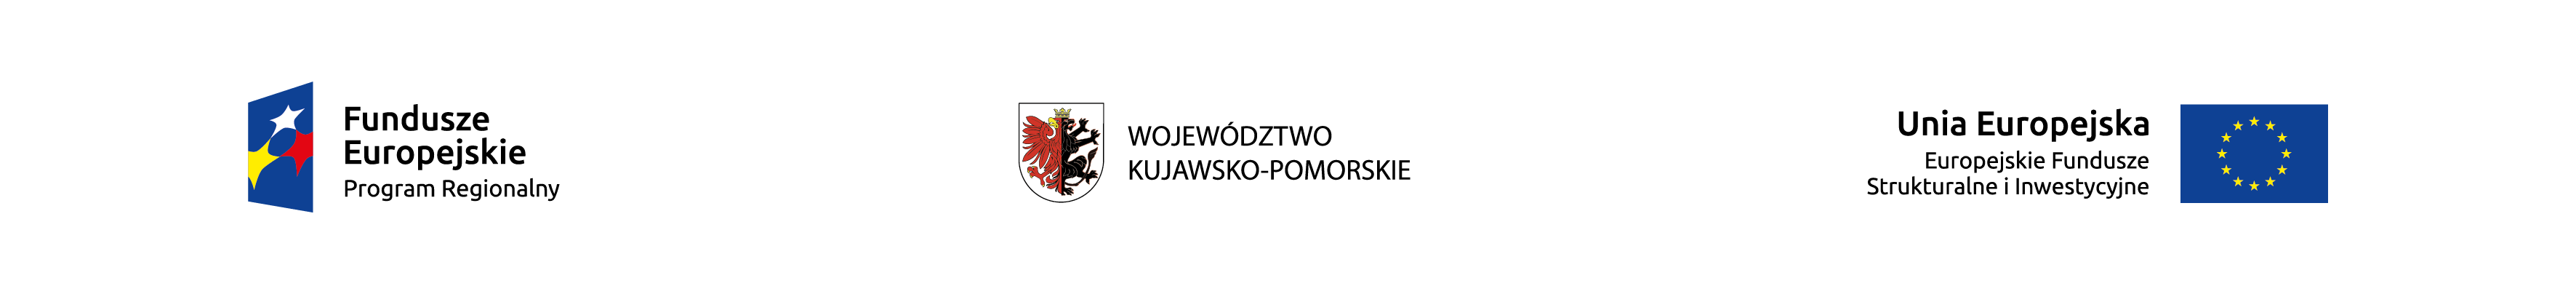 Fundusze
Europejskie
Program Regionalny
WOJEWÓDZTWO
KUJAWSKO-POMORSKIE
Unia Europejska
Europejskie Fundusze
Strukturalne i Inwestycyjne